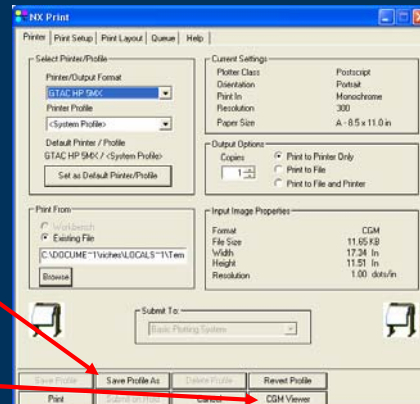 NX Print
Printer Print Setup Print Layout Queue Help
Select Printer/Profile
Printer/Output Format
GTAC HP 5MX
Printer Profile
<System Profile>
Default Printer / Profile
GTAC HP 5MX / <System Profile>
Set as Default Printer/Profile
Current Settings
Plotter Class Postscript
Orientation Portrait
Print In Monochrome
Resolution 300
Paper Size A - 8.5 x 11.0 in
Output Options
Copies
1
Print to Printer Only
Print to File
Print to File and Printer
Print From
Workbench
Existing File
C:\DOCUME~1\riches\LOCALS~1\Tem
Browse
Input Image Properties
Format CGM
File Size 11.65 KB
Width 17.34 In
Height 11.51 In
Resolution 1.00 dots/in
Submit To:
Basic Plotting System
Save Profile Save Profile As Delete Profile Revert Profile
Print Submit on Hold Cancel CGM Viewer